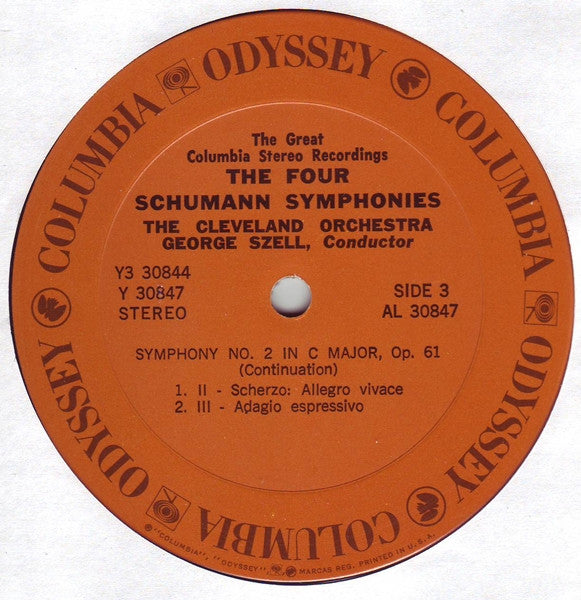 COLUMBIA ODYSSEY COLUMBIA ODYSSEY COLUMBIA ODYSSEY
The Great
Columbia Stereo Recordings
THE FOUR
SCHUMANN SYMPHONIES
THE CLEVELAND ORCHESTRA
GEORGE SZELL, Conductor
Y3 30844
Y 30847
STEREO
SIDE 3
AL 30847
SYMPHONY NO. 2 IN C MAJOR, Op. 61
(Continuation)
1. II - Scherzo: Allegro vivace
2. III - Adagio espressivo
® "COLUMBIA", "ODYSSEY", MARCAS REG. PRINTED IN U.S.A.